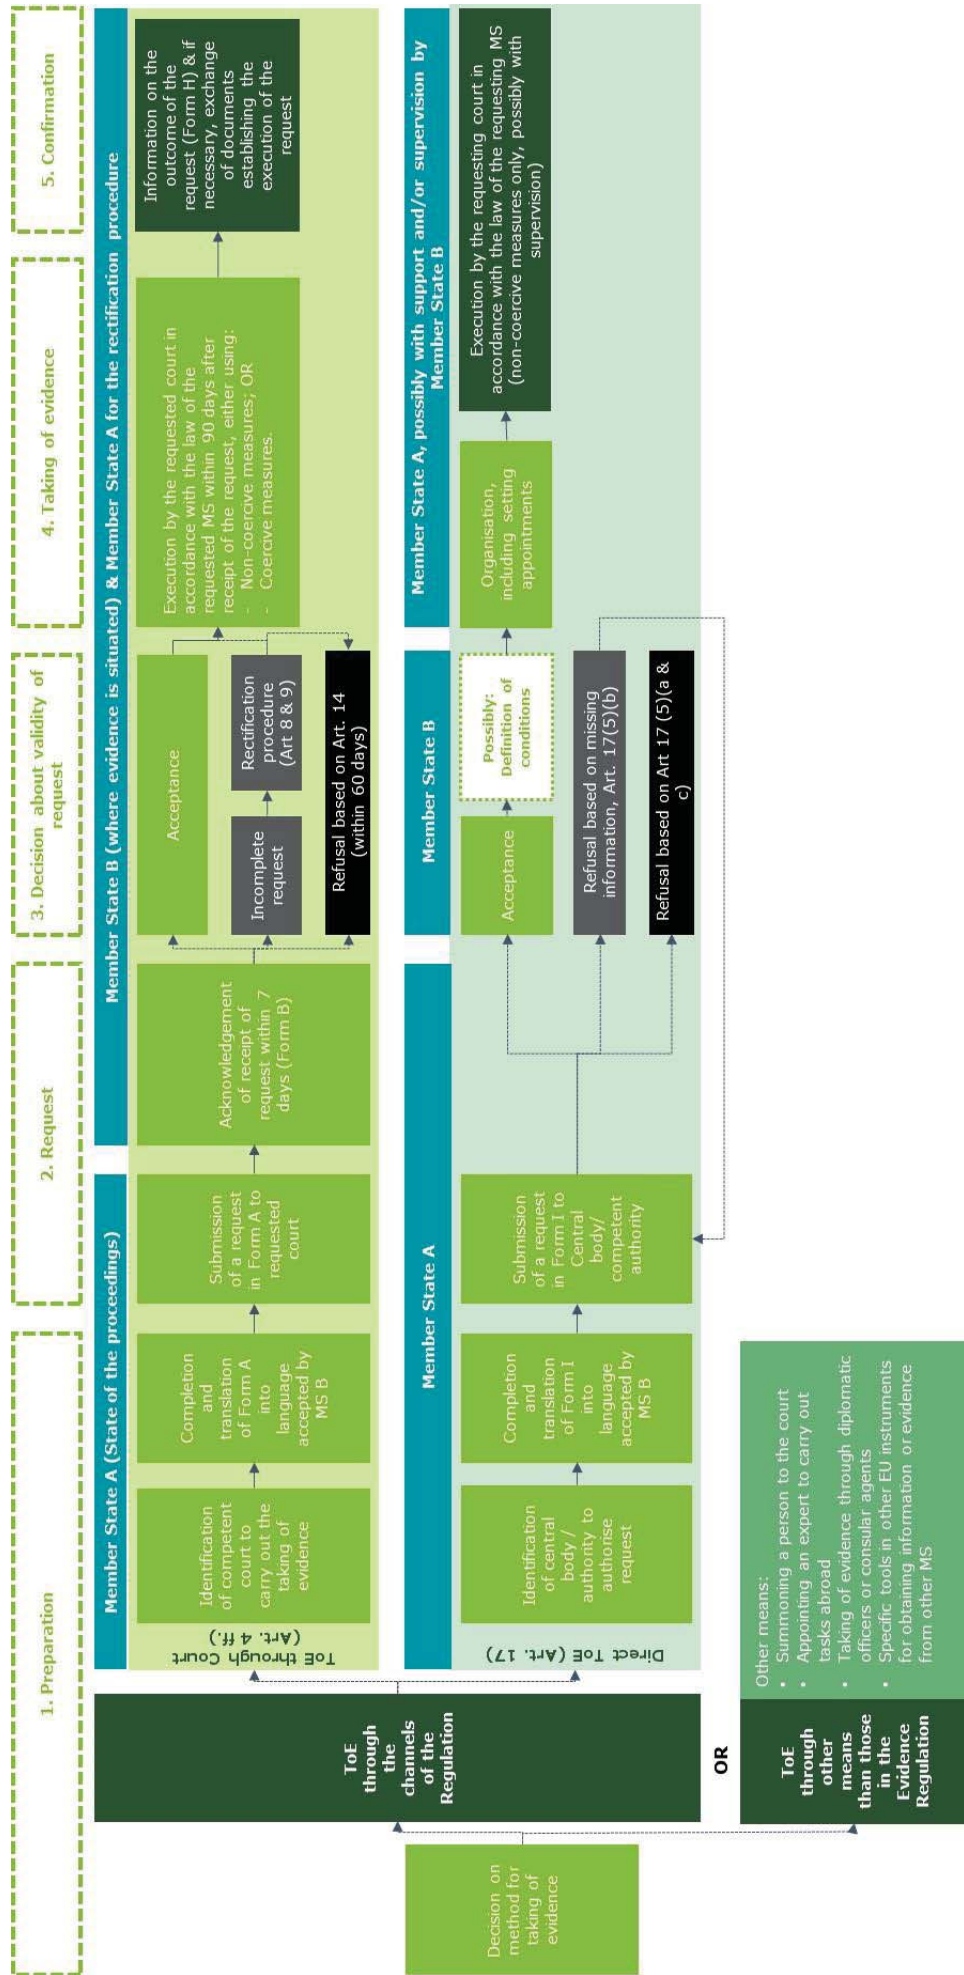 1. Preparation
2. Request
3. Decision about validity of
request
4. Taking of evidence
5. Confirmation
Decision on
method for
taking of
evidence
ToE
through
the
channels
of the
Regulation
OR
ToE
through
other
means
than those
in the
Evidence
Regulation
Other means:
• Summoning a person to the court
• Appointing an expert to carry out
tasks abroad
• Taking of evidence through diplomatic
officers or consular agents
• Specific tools in other EU instruments
for obtaining information or evidence
from other MS
Member State A (State of the proceedings)
Member State B (where evidence is situated) & Member State A for the rectification procedure
ToE through Court
(Art. 4 ff.)
Identification
of competent
court to
carry out the
taking of
evidence
Completion
and
translation
of Form A
into
language
accepted by
MS B
Submission
of a request
in Form A to
requested
court
Acknowledgement
of receipt of
request within 7
days (Form B)
Acceptance
Incomplete
request
Rectification
procedure
(Art 8 & 9)
Refusal based on Art. 14
(within 60 days)
Execution by the requested court in
accordance with the law of the
requested MS within 90 days after
receipt of the request, either using:
- Non-coercive measures; OR
- Coercive measures.
Information on the
outcome of the
request (Form H) & if
necessary, exchange
of documents
establishing the
execution of the
request
Member State A
Member State B
Member State A, possibly with support and/or supervision by
Member State B
Direct ToE (Art. 17)
Identification
of central
body /
authority to
authorise
request
Completion
and
translation
of Form I
into
language
accepted by
MS B
Submission
of a request
in Form I to
Central
body/
competent
authority
Acceptance
Possibly:
Definition of
conditions
Refusal based on missing
information, Art. 17(5)(b)
Refusal based on Art 17 (5)(a &
c)
Organisation,
including setting
appointments
Execution by the requesting court in
accordance with the law of the requesting MS
(non-coercive measures only, possibly with
supervision)